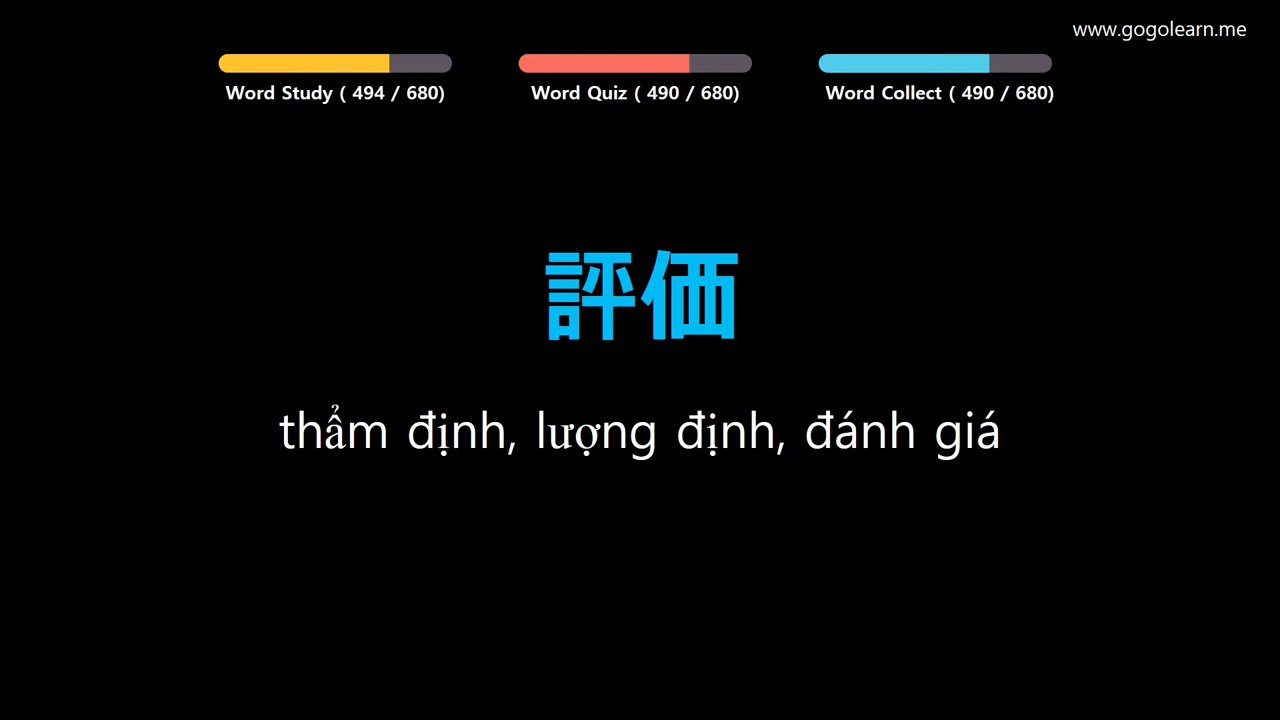 www.gogolearn.me
Word Study ( 494 / 680)
Word Quiz ( 490 / 680)
Word Collect ( 490 / 680)
評価
thẩm định, lượng định, đánh giá